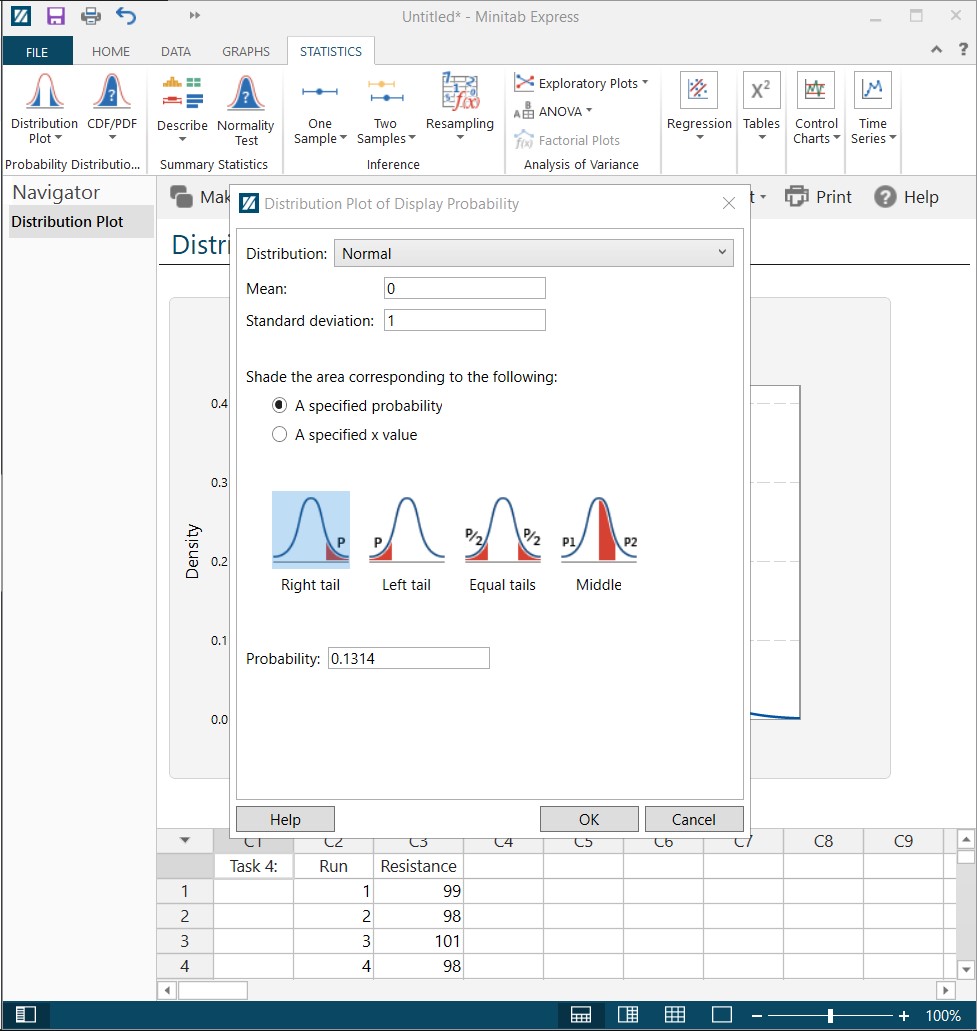 Untitled* - Minitab Express
FILE HOME DATA GRAPHS STATISTICS ?
Distribution Plot CDF/PDF
Describe Normality Test
One Sample Two Samples Resampling
Exploratory Plots
ANOVA
Factorial Plots
Regression Tables Control Charts Time Series
Probability Distributio... Summary Statistics Inference Analysis of Variance
Navigator
Distribution Plot
Mak
Print
Help
Distri
Distribution Plot of Display Probability
Distribution: Normal
Mean: 0
Standard deviation: 1
Shade the area corresponding to the following:
A specified probability
A specified x value
P P P/2 P/2 P1 P2
Right tail Left tail Equal tails Middle
Probability: 0.1314
Help OK Cancel
Density
0.4
0.3
0.2
0.1
0.0
C1 C2 C3 C4 C5 C6 C7 C8 C9
Task 4: Run Resistance
1 1 99
2 2 98
3 3 101
4 4 98
100%